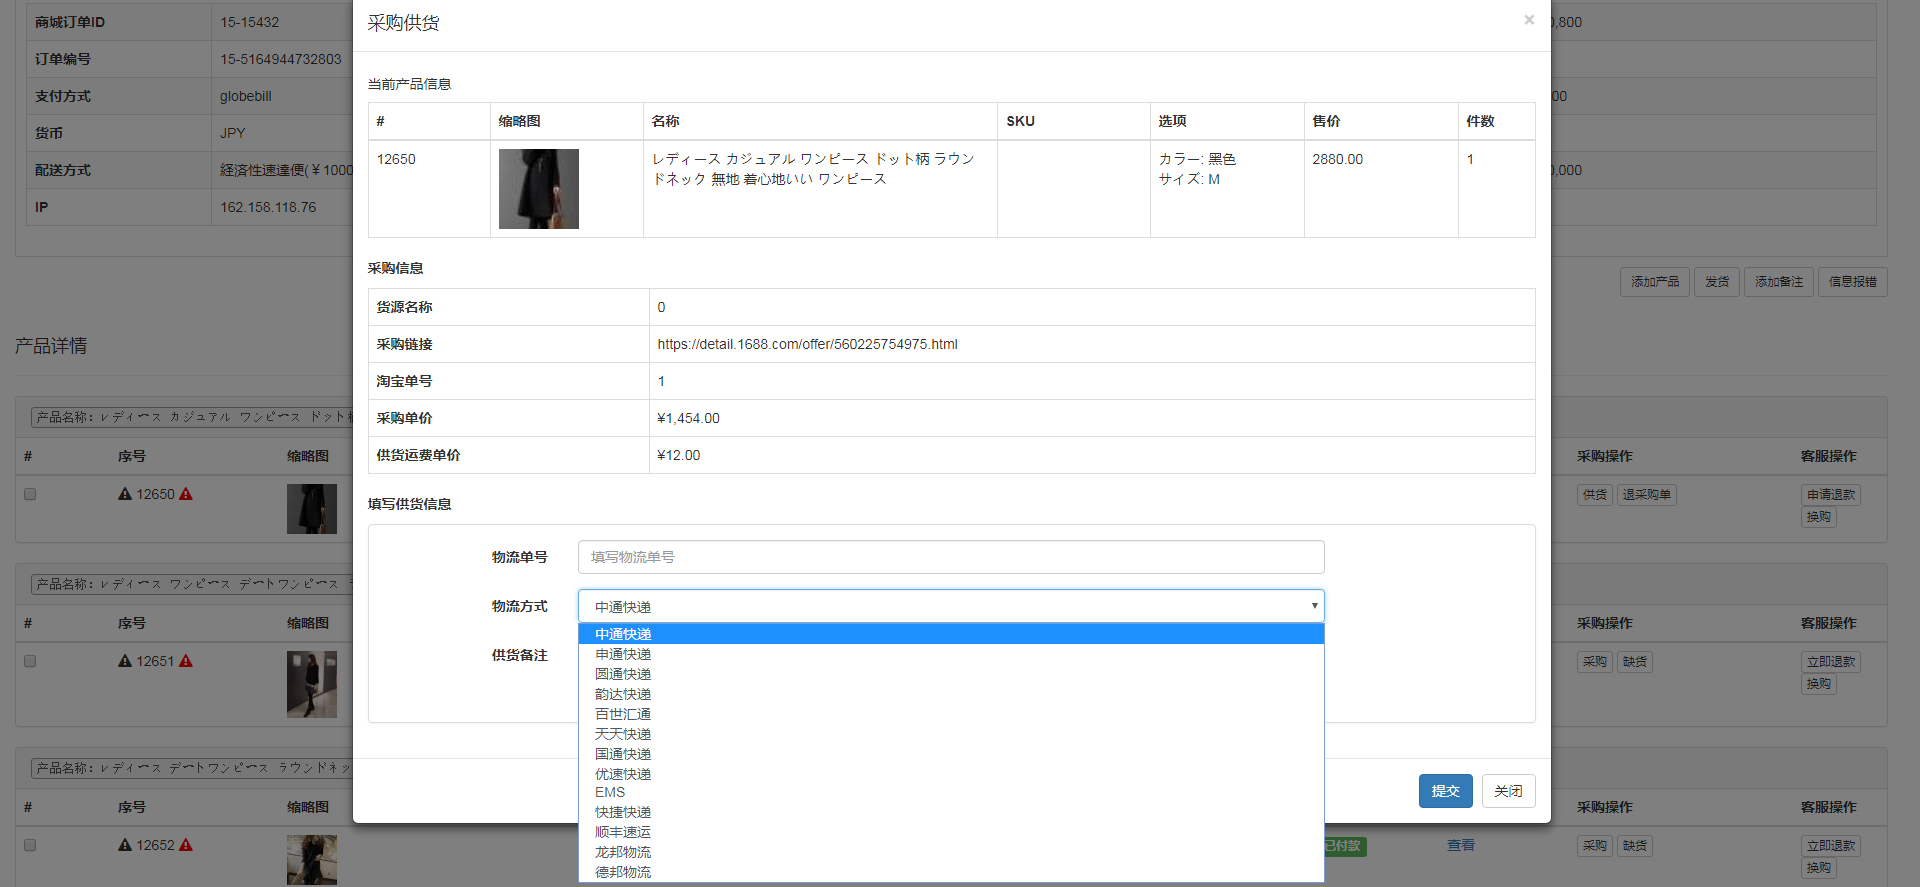 采购供货
×
商城订单ID 15-15432 0,800
订单编号 15-5164944732803
支付方式 globebill 00
货币 JPY
配送方式 経済性速達便(￥1000 0,000
IP 162.158.118.76
当前产品信息
# 缩略图 名称 SKU 选项 售价 件数
12650 レディース カジュアル ワンピース ドット柄 ラウン カラー: 黑色 2880.00 1
ドネック 無地 着心地いい ワンピース サイズ: M
采购信息
货源名称 0
采购链接 https://detail.1688.com/offer/560225754975.html
淘宝单号 1
采购单价 ¥1,454.00
供货运费单价 ¥12.00
添加产品 发货 添加备注 信息报错
产品详情
产品名称: レディース カジュアル ワンピース ドット
# 序号 缩略图 采购操作 客服操作
12650 供货 退采购单 申请退款
换购
填写供货信息
物流单号 填写物流单号
物流方式 中通快递
供货备注
中通快递
申通快递
圆通快递
韵达快递
百世汇通
天天快递
国通快递
优速快递
EMS
快捷快递
顺丰速运
龙邦物流
德邦物流
提交 关闭
产品名称: レディース ワンピース デートワンピース
# 序号 缩略图 采购操作 客服操作
12651 采购 缺货 立即退款
换购
产品名称: レディース デートワンピース ラウンドネッ
# 序号 缩略图 采购操作 客服操作
12652 已付款 查看 采购 缺货 立即退款
换购